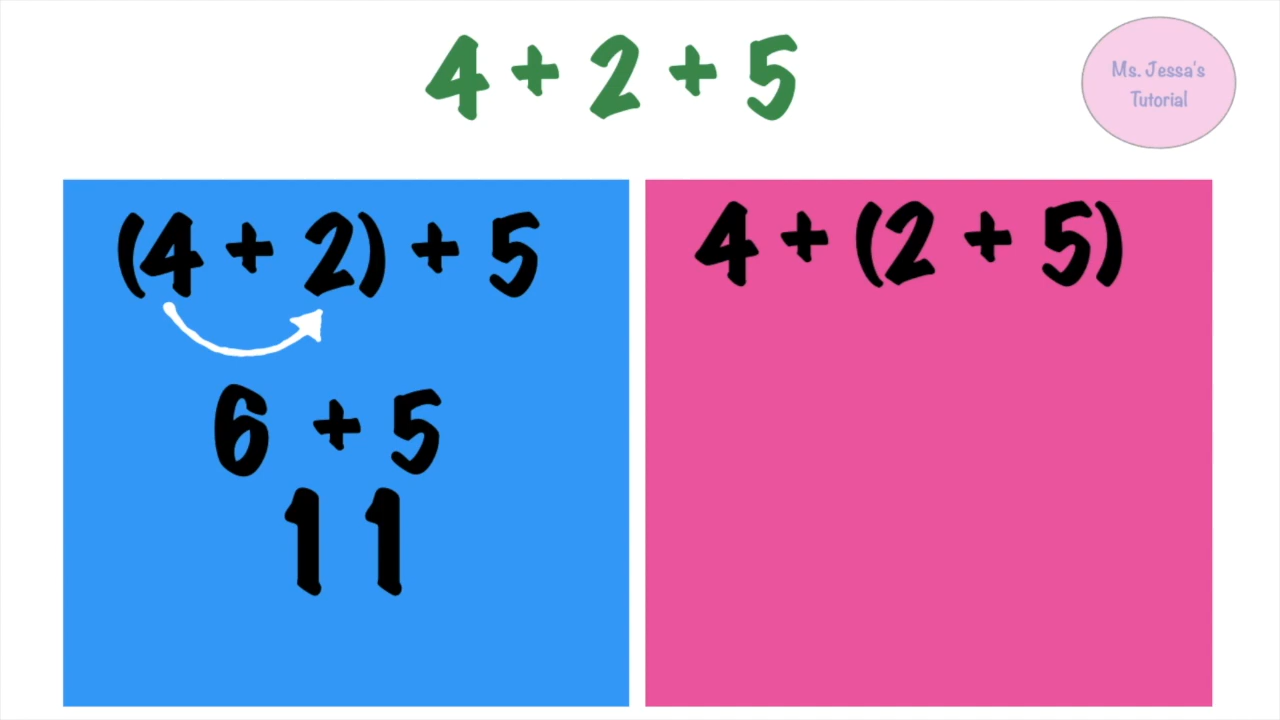 4 + 2 + 5
Ms. Jessa's
Tutorial
(4 + 2) + 5
6 + 5
11
4 + (2 + 5)